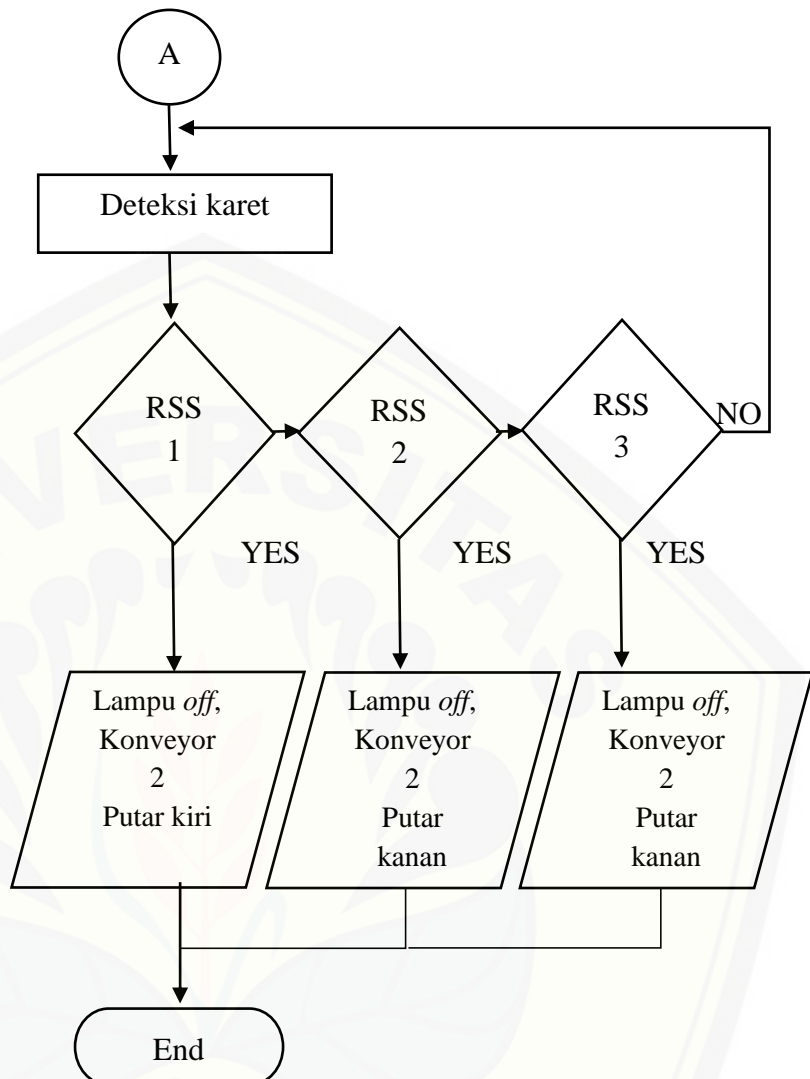 A
Deteksi karet
RSS
1
RSS
2
RSS
3
NO
YES
YES
YES
Lampu off,
Konveyor
2
Putar kiri
Lampu off,
Konveyor
2
Putar
kanan
Lampu off,
Konveyor
2
Putar
kanan
End
VERSITAS